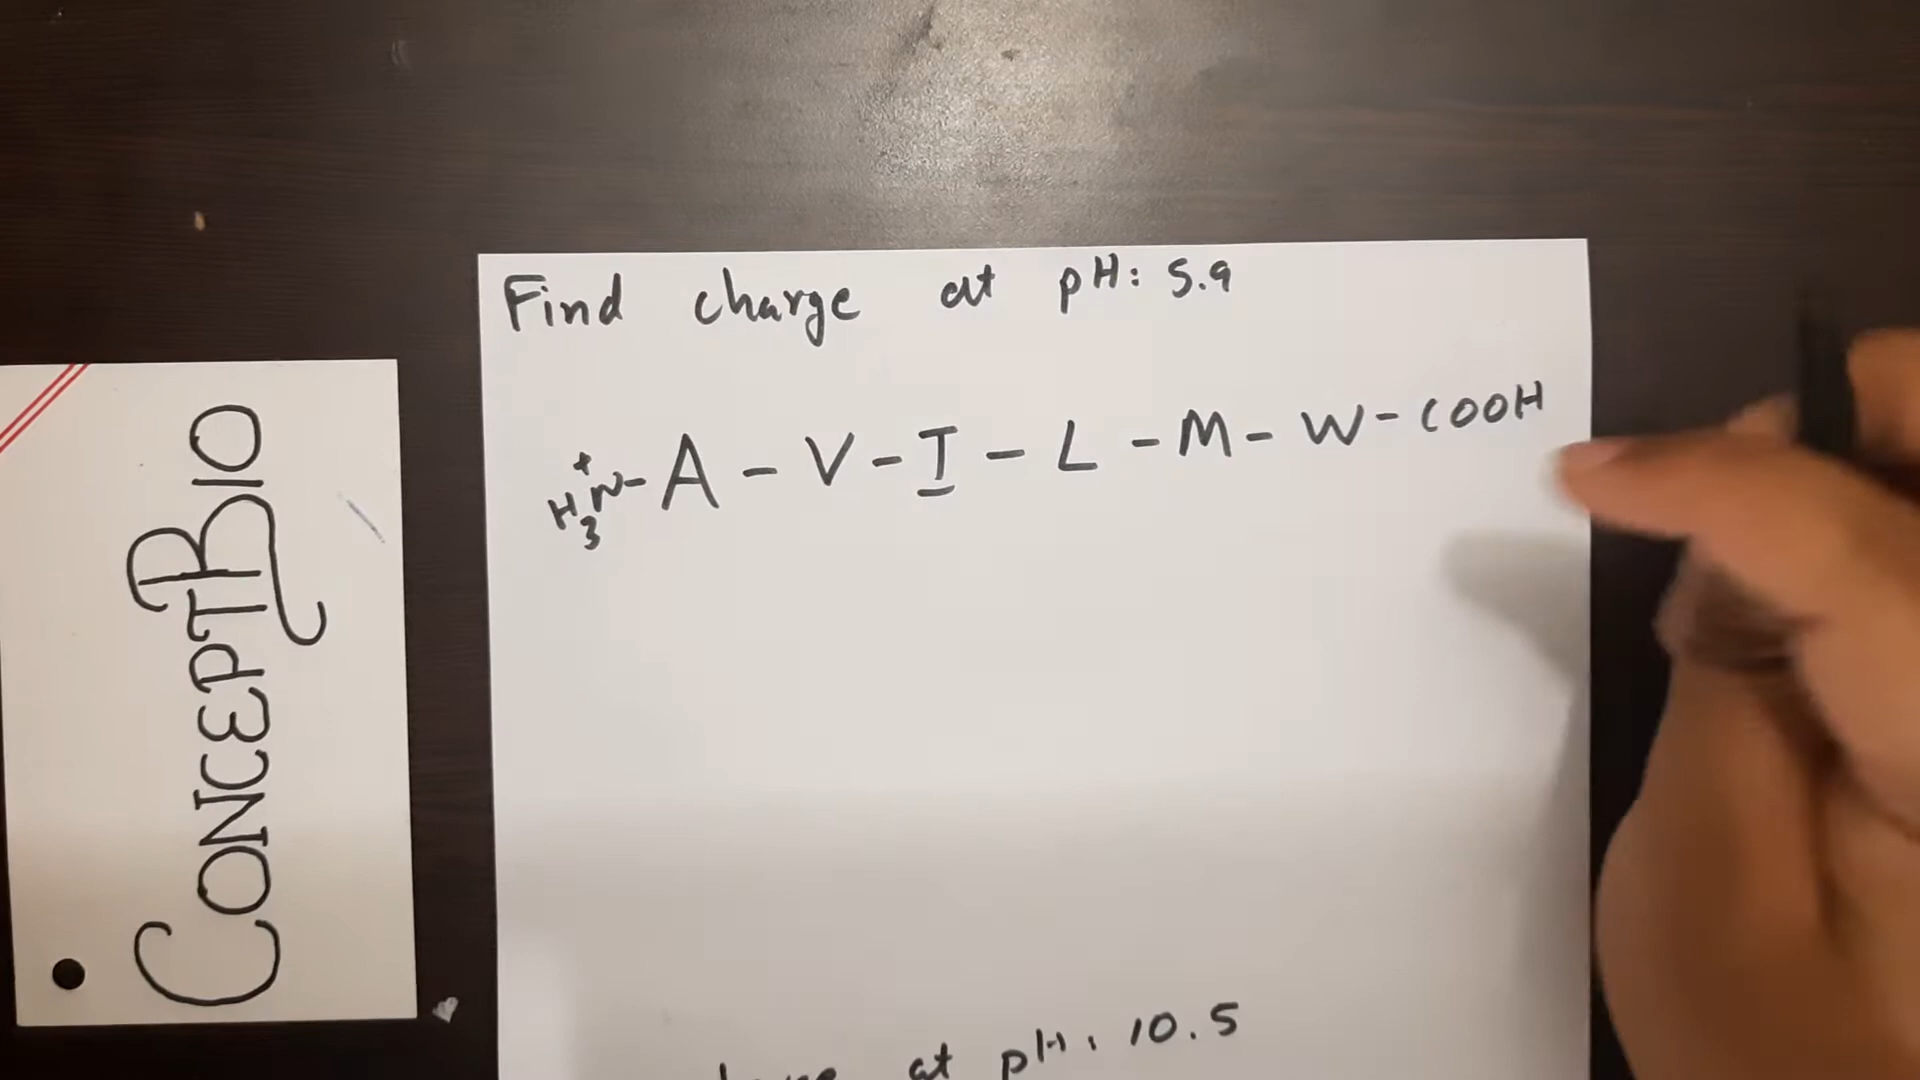 Find charge at pH: 5.9
H₃N⁺-A-V-I-L-M-W-COOH
at pH: 10.5
CONCEPTBIO